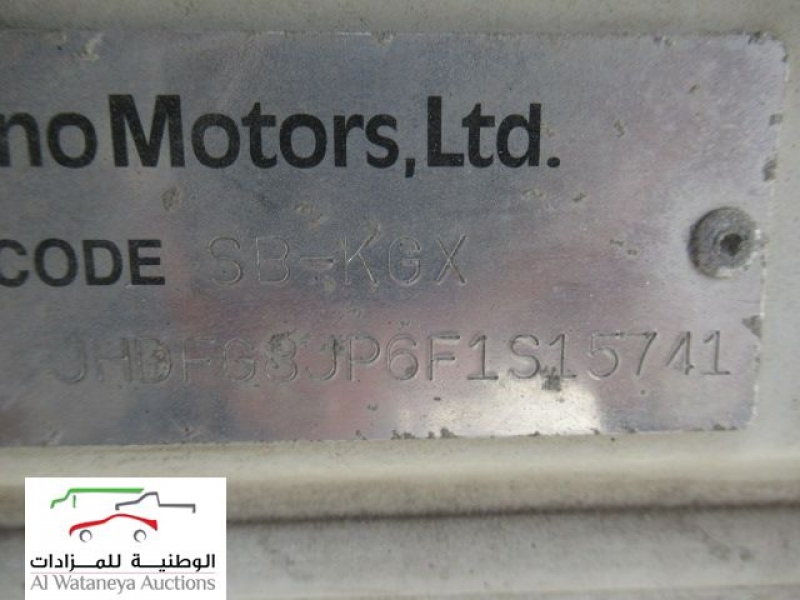 no Motors, Ltd.
CODE SB-KGX
JHDFG8JP6F1S15741
الوطنية للمزادات
Al Wataneya Auctions